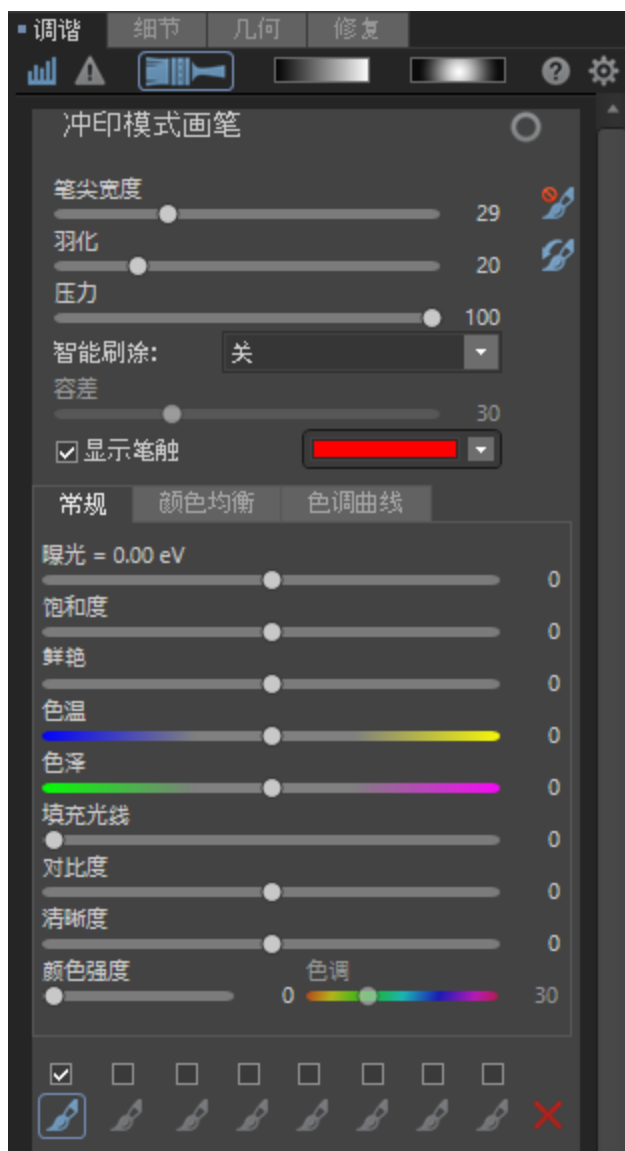 调谐 细节 几何 修复
冲印模式画笔
笔尖宽度
29
羽化
20
压力
100
智能刷涂: 关
容差
30
显示笔触
常规 颜色均衡 色调曲线
曝光 = 0.00 eV
0
饱和度
0
鲜艳
0
色温
0
色泽
0
填充光线
0
对比度
0
清晰度
0
颜色强度 色调
0 30